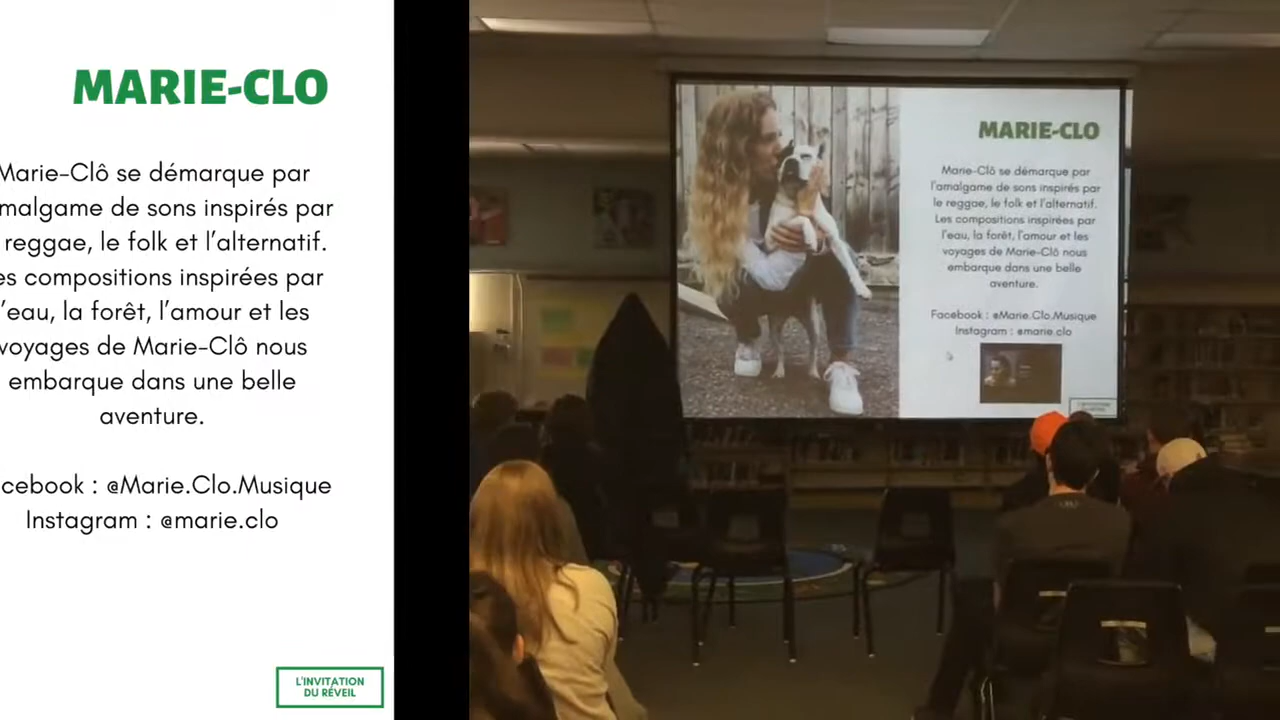 MARIE-CLO
Marie-Clô se démarque par
malgame de sons inspirés par
reggae, le folk et l'alternatif.
es compositions inspirées par
l'eau, la forêt, l'amour et les
voyages de Marie-Clô nous
embarque dans une belle
aventure.
cebook : @Marie.Clo.Musique
Instagram : @marie.clo
L'INVITATION
DU RÉVEIL
MARIE-CLO
Marie-Clô se démarque par
l'amalgame de sons inspirés par
le reggae, le folk et l'alternatif.
Les compositions inspirées par
l'eau, la forêt, l'amour et les
voyages de Marie-Clô nous
embarque dans une belle
aventure.
Facebook : @Marie.Clo.Musique
Instagram : @marie.clo
L'INVITATION
DU RÉVEIL